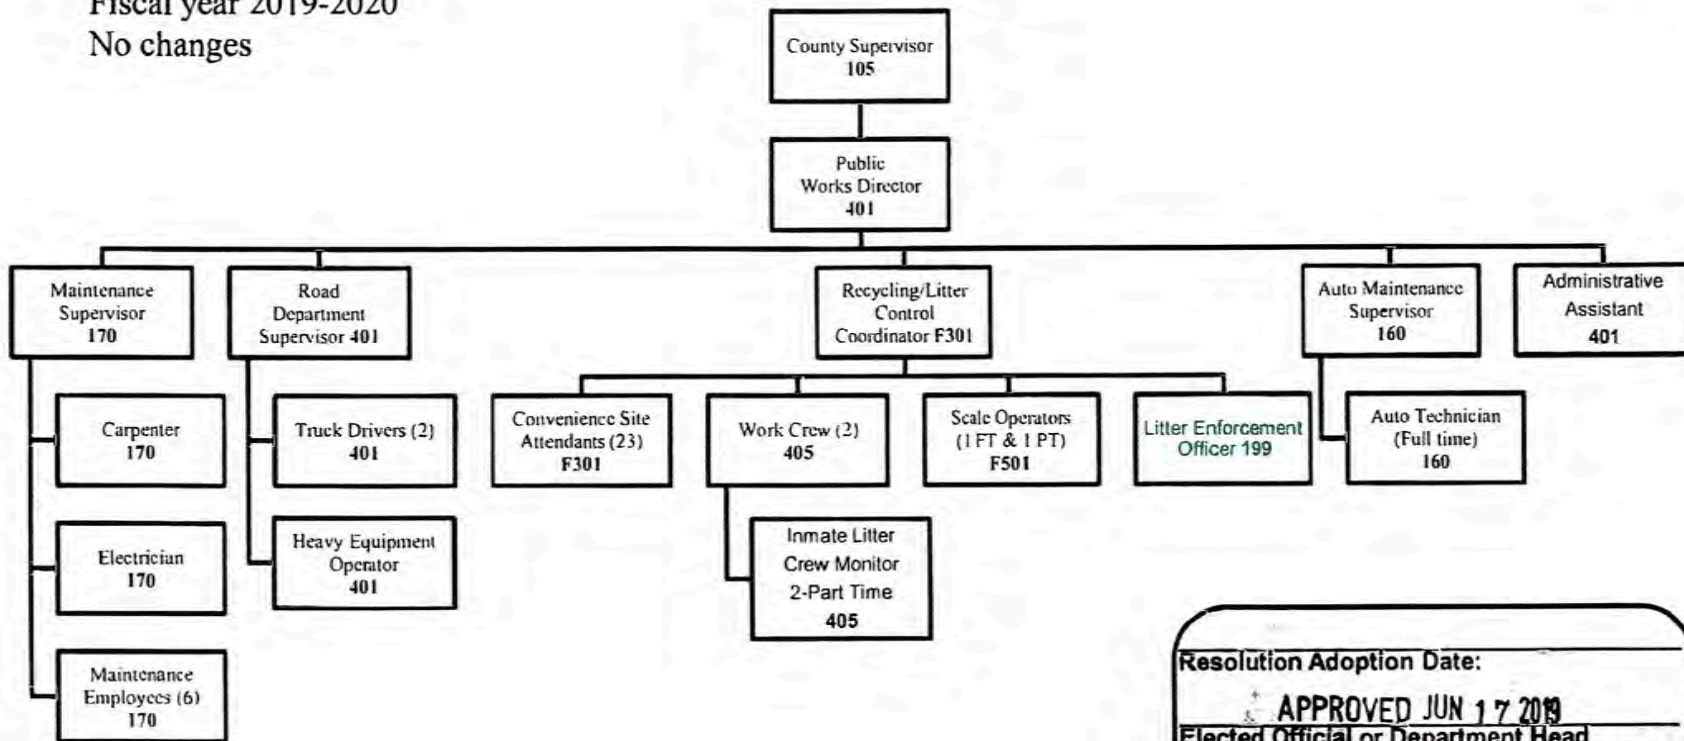 Fiscal year 2019-2020
No changes
County Supervisor
105
Public
Works Director
401
Maintenance
Supervisor
170
Road
Department
Supervisor 401
Recycling/Litter
Control
Coordinator F301
Auto Maintenance
Supervisor
160
Administrative
Assistant
401
Carpenter
170
Truck Drivers (2)
401
Convenience Site
Attendants (23)
F301
Work Crew (2)
405
Scale Operators
(1 FT & 1 PT)
F501
Litter Enforcement
Officer 199
Auto Technician
(Full time)
160
Electrician
170
Heavy Equipment
Operator
401
Inmate Litter
Crew Monitor
2-Part Time
405
Maintenance
Employees (6)
170
Resolution Adoption Date:
APPROVED JUN 17 2019
Elected Official or Department Head